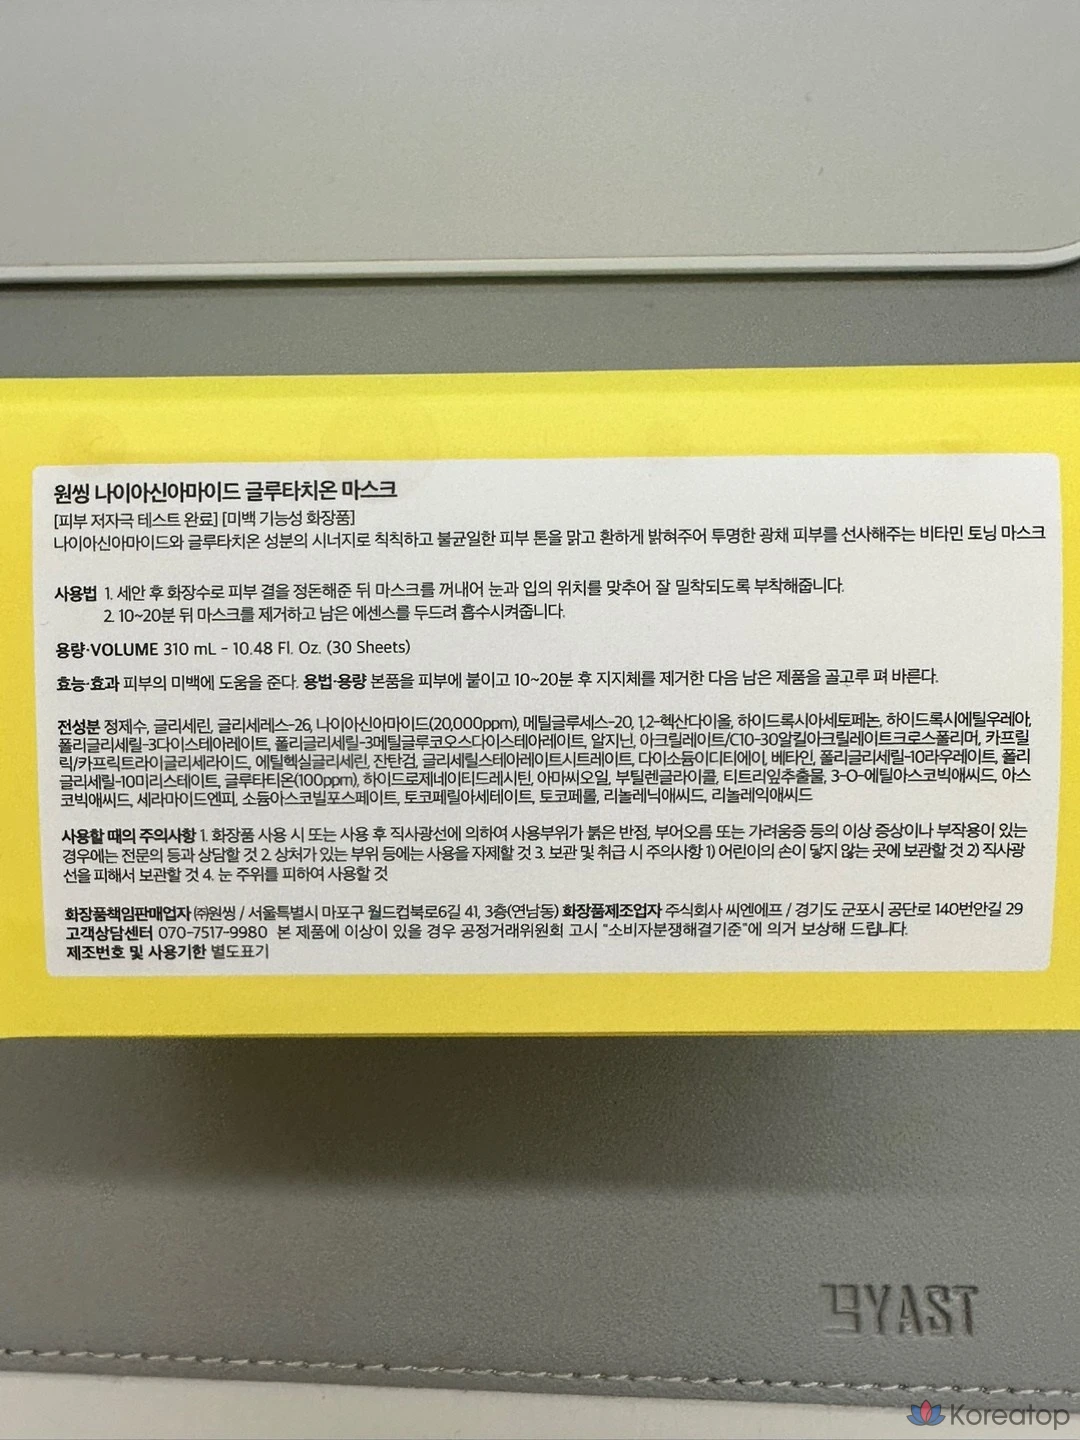 원씽 나이아신아마이드 글루타치온 마스크
[피부 저자극 테스트 완료] [미백 기능성 화장품]
나이아신아마이드와 글루타치온 성분의 시너지로 칙칙하고 불균일한 피부 톤을 맑고 환하게 밝혀주어 투명한 광채 피부를 선사해주는 비타민 토닝 마스크
사용법 1. 세안 후 화장수로 피부 결을 정돈해준 뒤 마스크를 꺼내어 눈과 입의 위치를 맞추어 잘 밀착되도록 부착해줍니다.
2. 10~20분 뒤 마스크를 제거하고 남은 에센스를 두드려 흡수시켜줍니다.
용량·VOLUME 310 mL - 10.48 Fl. Oz. (30 Sheets)
효능·효과 피부의 미백에 도움을 준다. 용법·용량 본품을 피부에 붙이고 10~20분 후 지지체를 제거한 다음 남은 제품을 골고루 펴 바른다.
전성분 정제수, 글리세린, 글리세레스-26, 나이아신아마이드(20,000ppm), 메틸글루세스-20, 1,2-헥산다이올, 하이드록시아세토페논, 하이드록시에틸우레아,
폴리글리세릴-3다이스테아레이트, 폴리글리세릴-3메틸글루코오스다이스테아레이트, 알지닌, 아크릴레이트/C10-30알킬아크릴레이트크로스폴리머, 카프릴
릭/카프릭트라이글리세라이드, 에틸헥실글리세린, 잔탄검, 글리세릴스테아레이트시트레이트, 다이소듐이디티에이, 베타인, 폴리글리세릴-10라우레이트, 폴리
글리세릴-10미리스테이트, 글루타티온(100ppm), 하이드로제네이티드레시틴, 아마씨오일, 부틸렌글라이콜, 티트리잎추출물, 3-O-에틸아스코빅애씨드, 아스
코빅애씨드, 세라마이드엔피, 소듐아스코빌포스페이트, 토코페릴아세테이트, 토코페롤, 리놀레닉애씨드, 리놀레익애씨드
사용할 때의 주의사항 1. 화장품 사용 시 또는 사용 후 직사광선에 의하여 사용부위가 붉은 반점, 부어오름 또는 가려움증 등의 이상 증상이나 부작용이 있는
경우에는 전문의 등과 상담할 것 2. 상처가 있는 부위 등에는 사용을 자제할 것 3. 보관 및 취급 시 주의사항 1) 어린이의 손이 닿지 않는 곳에 보관할 것 2) 직사광
선을 피해서 보관할 것 4. 눈 주위를 피하여 사용할 것
화장품책임판매업자 ㈜원씽 / 서울특별시 마포구 월드컵북로6길 41, 3층(연남동) 화장품제조업자 주식회사 씨엔에프 / 경기도 군포시 공단로 140번안길 29
고객상담센터 070-7517-9980 본 제품에 이상이 있을 경우 공정거래위원회 고시 "소비자분쟁해결기준"에 의거 보상해 드립니다.
제조번호 및 사용기한 별도표기
BYAST
Koreatop